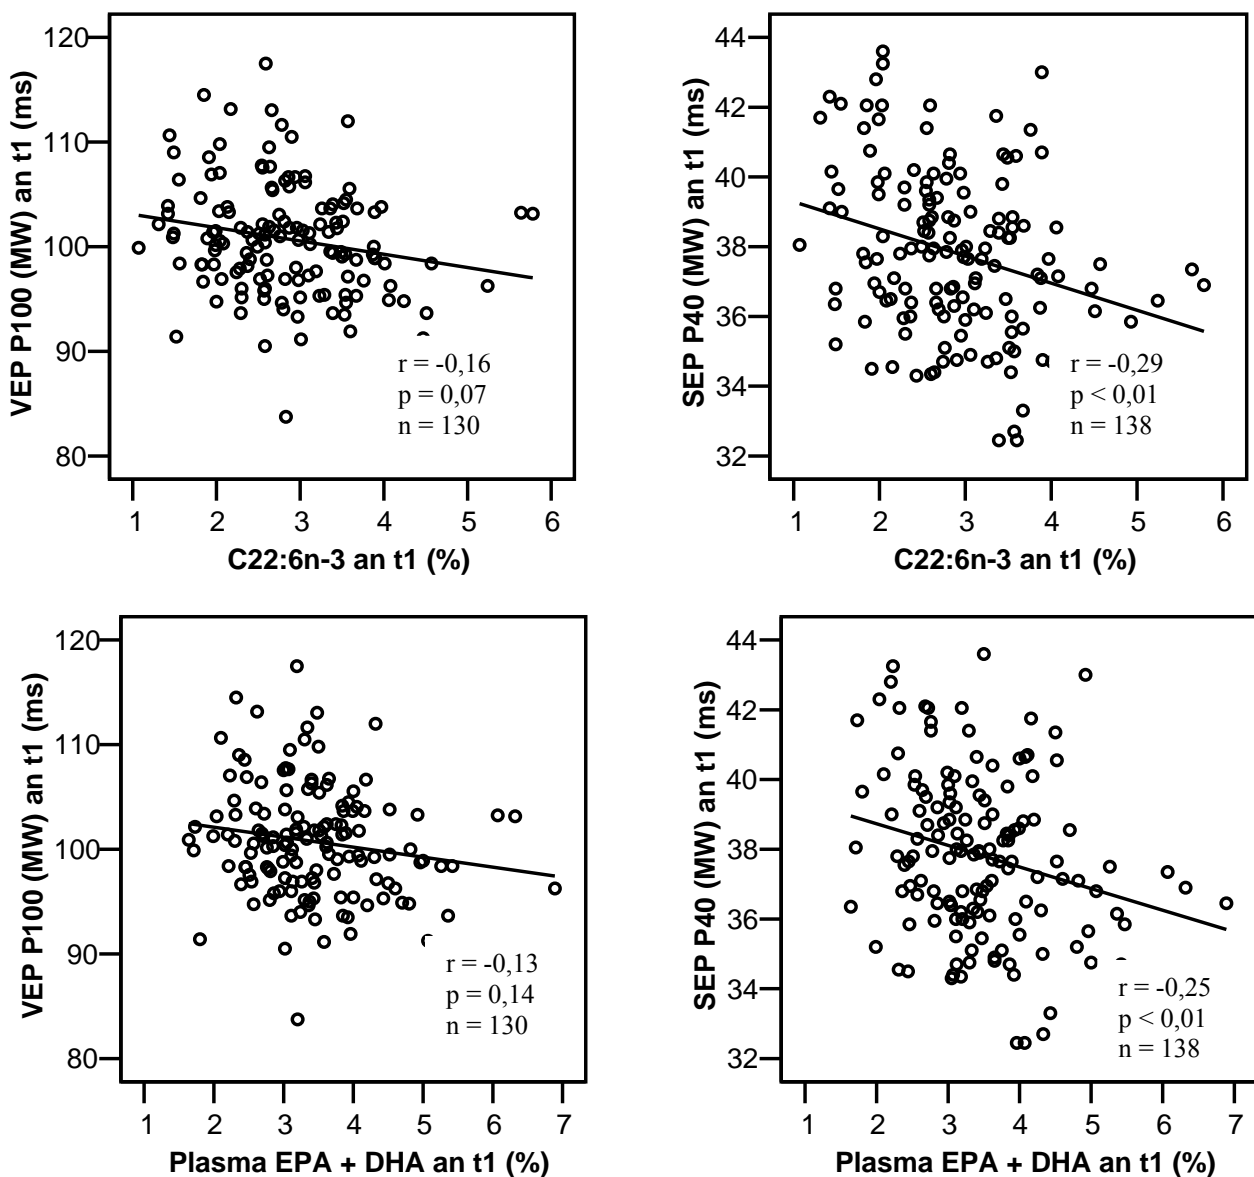 VEP P100 (MW) an t1 (ms)
120
110
100
90
80
r = -0,16
p = 0,07
n = 130
1 2 3 4 5 6
C22:6n-3 an t1 (%)
SEP P40 (MW) an t1 (ms)
44
42
40
38
36
34
32
r = -0,29
p < 0,01
n = 138
1 2 3 4 5 6
C22:6n-3 an t1 (%)
VEP P100 (MW) an t1 (ms)
120
110
100
90
80
r = -0,13
p = 0,14
n = 130
1 2 3 4 5 6 7
Plasma EPA + DHA an t1 (%)
SEP P40 (MW) an t1 (ms)
44
42
40
38
36
34
32
r = -0,25
p < 0,01
n = 138
1 2 3 4 5 6 7
Plasma EPA + DHA an t1 (%)